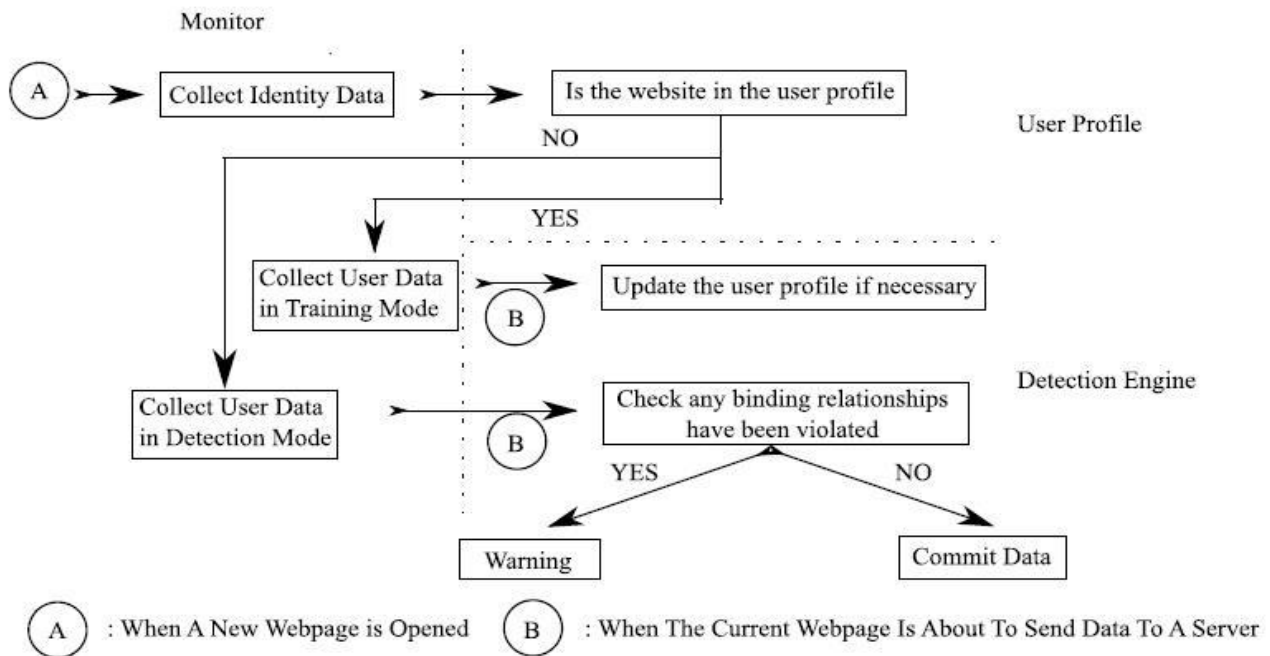 Monitor
A
Collect Identity Data
Is the website in the user profile
User Profile
NO
YES
Collect User Data
in Training Mode
B
Update the user profile if necessary
Detection Engine
Collect User Data
in Detection Mode
B
Check any binding relationships
have been violated
YES
NO
Warning
Commit Data
A : When A New Webpage is Opened
B : When The Current Webpage Is About To Send Data To A Server